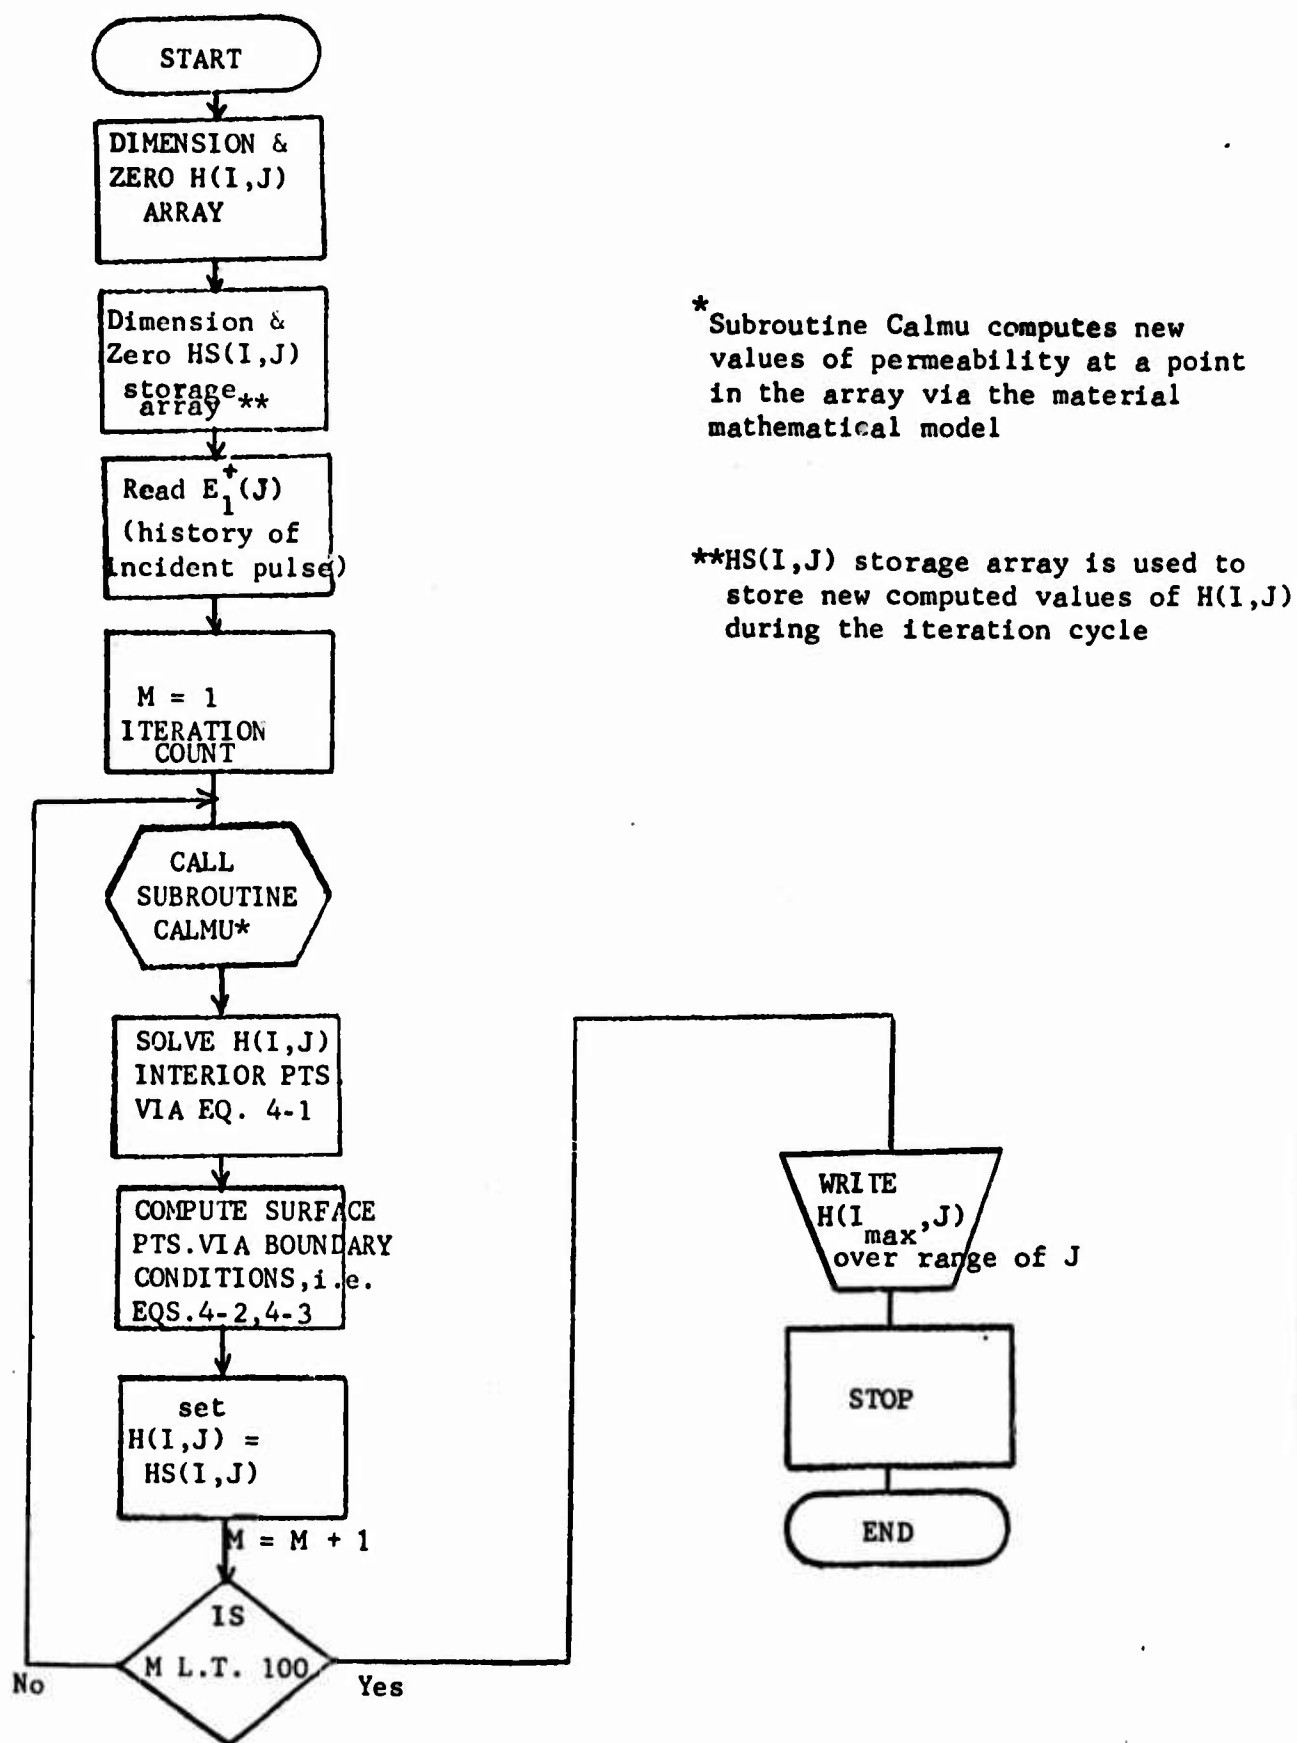 START
DIMENSION &
ZERO H(I,J)
ARRAY
Dimension &
Zero HS(I,J)
storage
array **
Read E₁⁺(J)
(history of
incident pulse)
M = 1
ITERATION
COUNT
CALL
SUBROUTINE
CALMU*
SOLVE H(I,J)
INTERIOR PTS
VIA EQ. 4-1
COMPUTE SURFACE
PTS.VIA BOUNDARY
CONDITIONS,i.e.
EQS.4-2,4-3
set
H(I,J) =
HS(I,J)
M = M + 1
IS
M L.T. 100
No
Yes
*Subroutine Calmu computes new
values of permeability at a point
in the array via the material
mathematical model
**HS(I,J) storage array is used to
store new computed values of H(I,J)
during the iteration cycle
WRITE
H(I_max,J)
over range of J
STOP
END